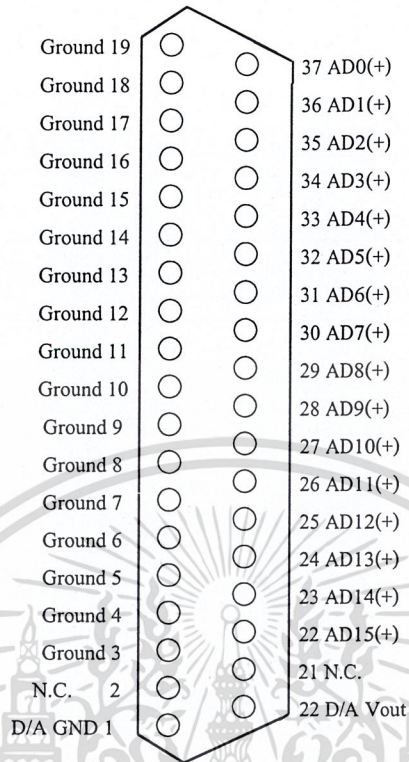 Ground 19
37 AD0(+)
Ground 18
36 AD1(+)
Ground 17
35 AD2(+)
Ground 16
34 AD3(+)
Ground 15
33 AD4(+)
Ground 14
32 AD5(+)
Ground 13
31 AD6(+)
Ground 12
30 AD7(+)
Ground 11
29 AD8(+)
Ground 10
28 AD9(+)
Ground 9
27 AD10(+)
Ground 8
26 AD11(+)
Ground 7
25 AD12(+)
Ground 6
24 AD13(+)
Ground 5
23 AD14(+)
Ground 4
22 AD15(+)
Ground 3
21 N.C.
N.C. 2
22 D/A Vout
D/A GND 1